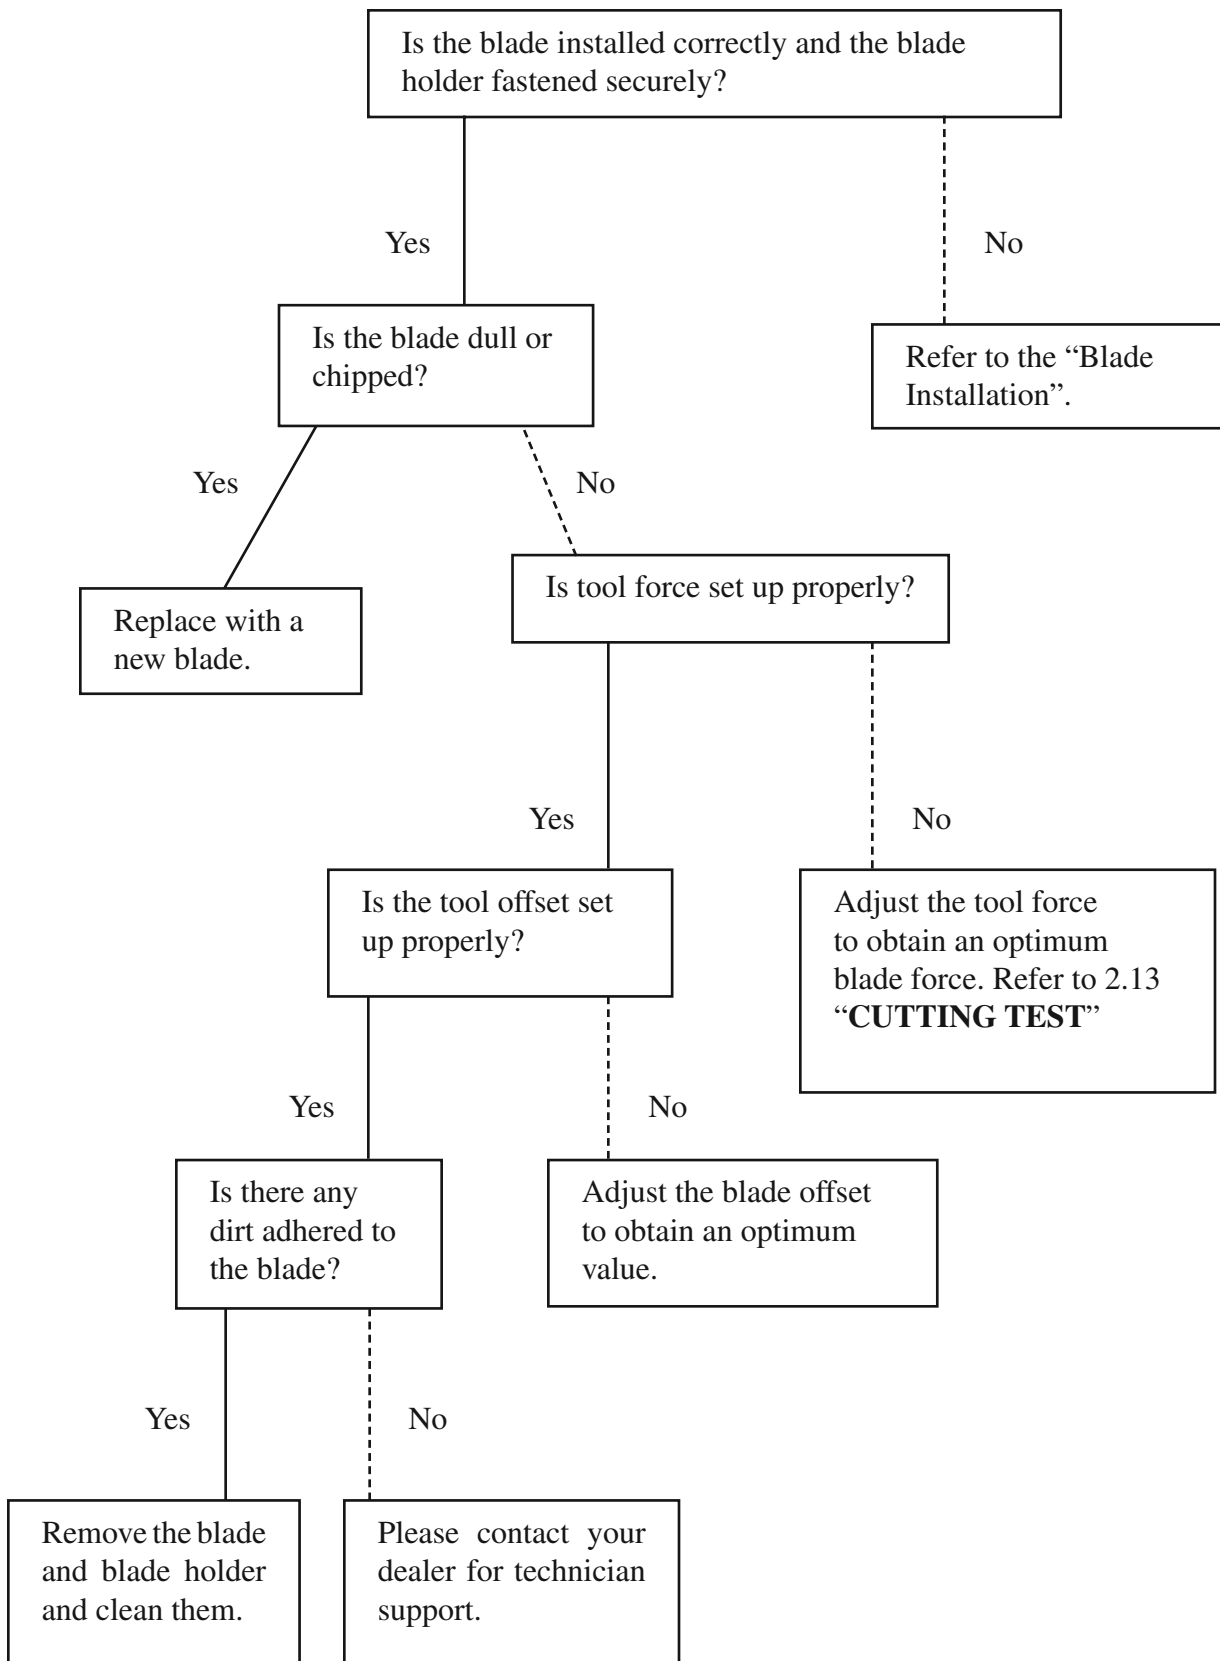 Is the blade installed correctly and the blade
holder fastened securely?
Yes
No
Is the blade dull or
chipped?
Refer to the “Blade
Installation”.
Yes
No
Is tool force set up properly?
Replace with a
new blade.
Yes
No
Is the tool offset set
up properly?
Adjust the tool force
to obtain an optimum
blade force. Refer to 2.13
“CUTTING TEST”
Yes
No
Is there any
dirt adhered to
the blade?
Adjust the blade offset
to obtain an optimum
value.
Yes
No
Remove the blade
and blade holder
and clean them.
Please contact your
dealer for technician
support.